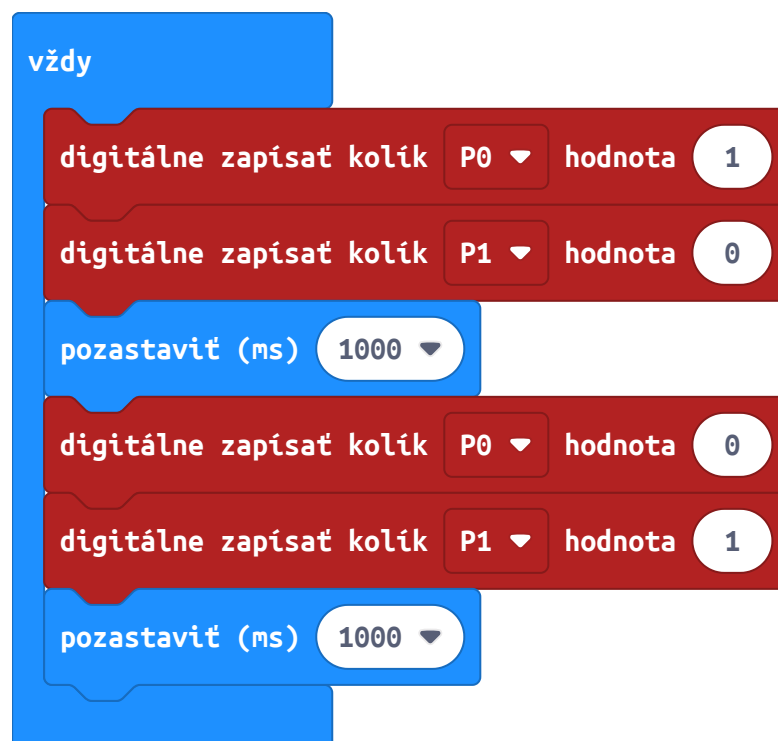 vždy
digitálne zapísať kolík P0 hodnota 1
digitálne zapísať kolík P1 hodnota 0
pozastaviť (ms) 1000
digitálne zapísať kolík P0 hodnota 0
digitálne zapísať kolík P1 hodnota 1
pozastaviť (ms) 1000